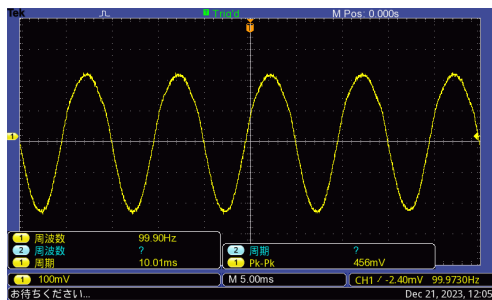 Tek T Trig'd M Pos: 0.000s
T
1
1 周波数 99.90Hz
2 周波数 ?
1 周期 10.01ms
2 周期 ?
1 Pk-Pk 456mV
1 100mV M 5.00ms CH1 / -2.40mV 99.9730Hz
お待ちください... Dec 21, 2023, 12:05